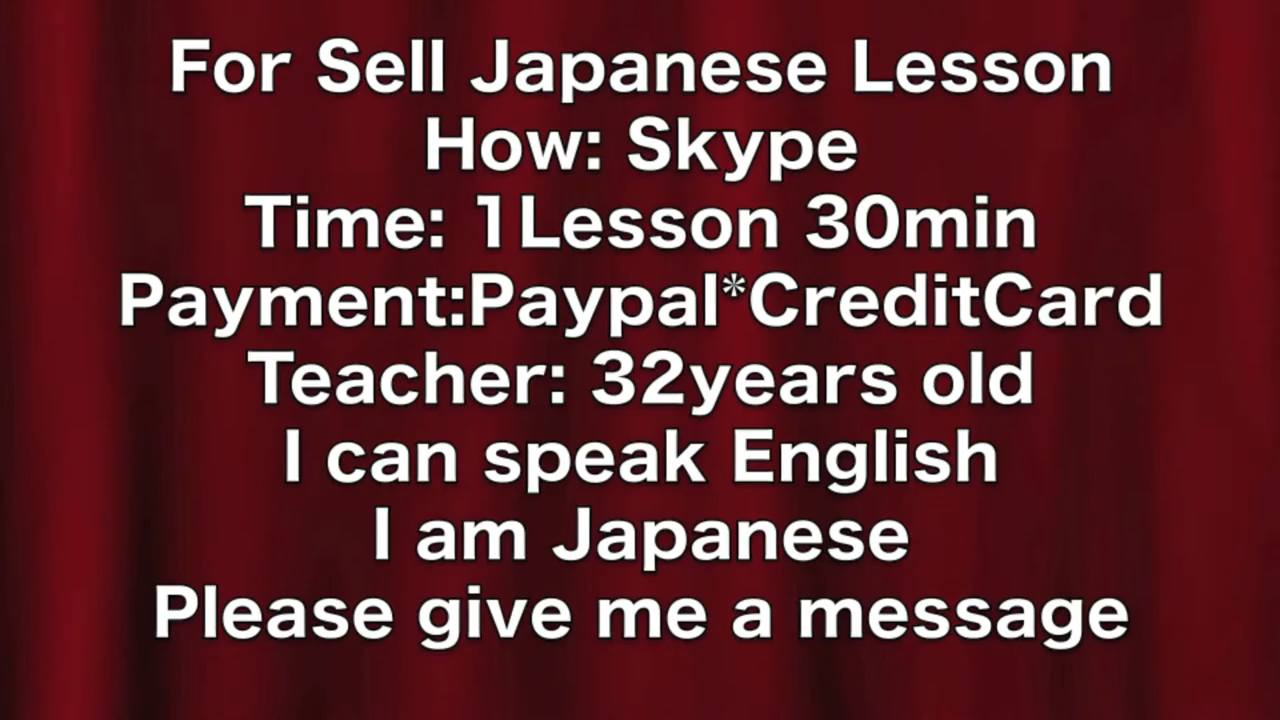 For Sell Japanese Lesson
How: Skype
Time: 1Lesson 30min
Payment:Paypal*CreditCard
Teacher: 32years old
I can speak English
I am Japanese
Please give me a message